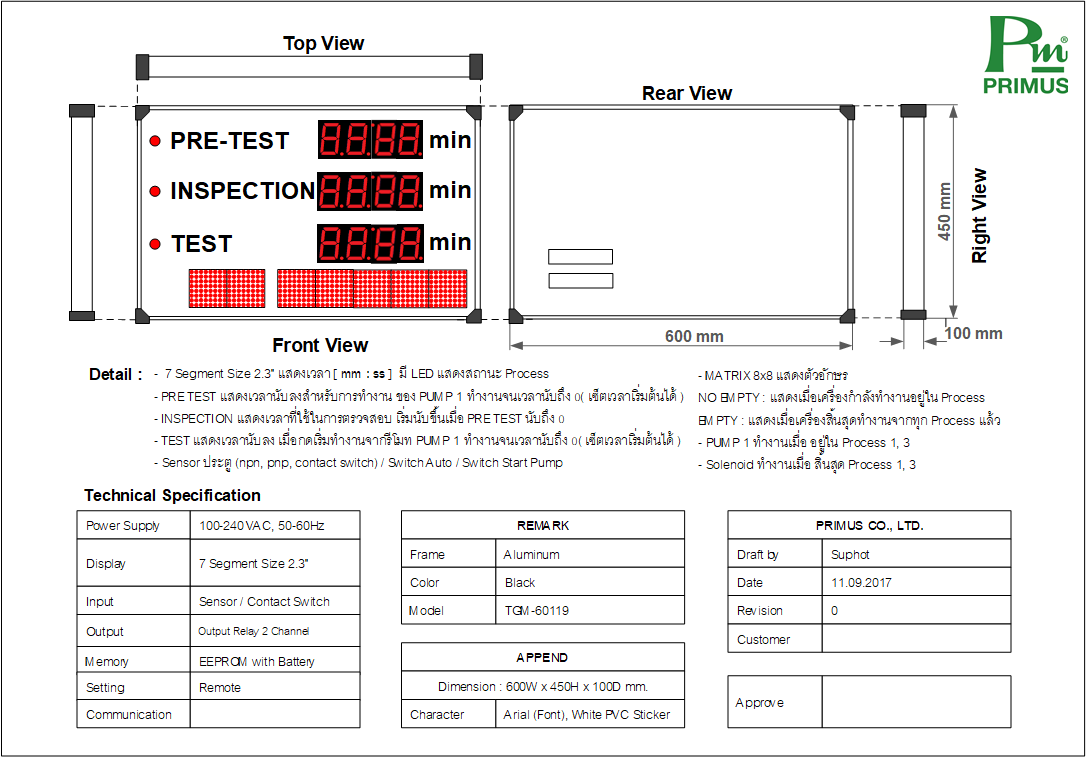 Top View
Pm®
PRIMUS
Rear View
PRE-TEST 88:88 min
INSPECTION 88:88 min
TEST 88:88 min
450 mm
Right View
600 mm
100 mm
Front View
Detail :
- 7 Segment Size 2.3" แสดงเวลา [ mm : ss ] มี LED แสดงสถานะ Process
- PRE TEST แสดงเวลานับลงสำหรับการทำงาน ของ PUMP 1 ทำงานจนเวลานับถึง 0( เซ็ตเวลาเริ่มต้นได้ )
- INSPECTION แสดงเวลาที่ใช้ในการตรวจสอบ เริ่มนับขึ้นเมื่อ PRE TEST นับถึง 0
- TEST แสดงเวลานับลง เมื่อกดเริ่มทำงานจากรีโมท PUMP 1 ทำงานจนเวลานับถึง 0( เซ็ตเวลาเริ่มต้นได้ )
- Sensor ประตู (npn, pnp, contact switch) / Switch Auto / Switch Start Pump
- MATRIX 8x8 แสดงตัวอักษร
NO EMPTY : แสดงเมื่อเครื่องกำลังทำงานอยู่ใน Process
EMPTY : แสดงเมื่อเครื่องสิ้นสุดทำงานจากทุก Process แล้ว
- PUMP 1 ทำงานเมื่อ อยู่ใน Process 1, 3
- Solenoid ทำงานเมื่อ สิ้นสุด Process 1, 3
Technical Specification
Power Supply 100-240 VAC, 50-60Hz
Display 7 Segment Size 2.3"
Input Sensor / Contact Switch
Output Output Relay 2 Channel
Memory EEPROM with Battery
Setting Remote
Communication
REMARK
Frame Aluminum
Color Black
Model TGM-60119
APPEND
Dimension : 600W x 450H x 100D mm.
Character Arial (Font), White PVC Sticker
PRIMUS CO., LTD.
Draft by Suphot
Date 11.09.2017
Revision 0
Customer
Approve